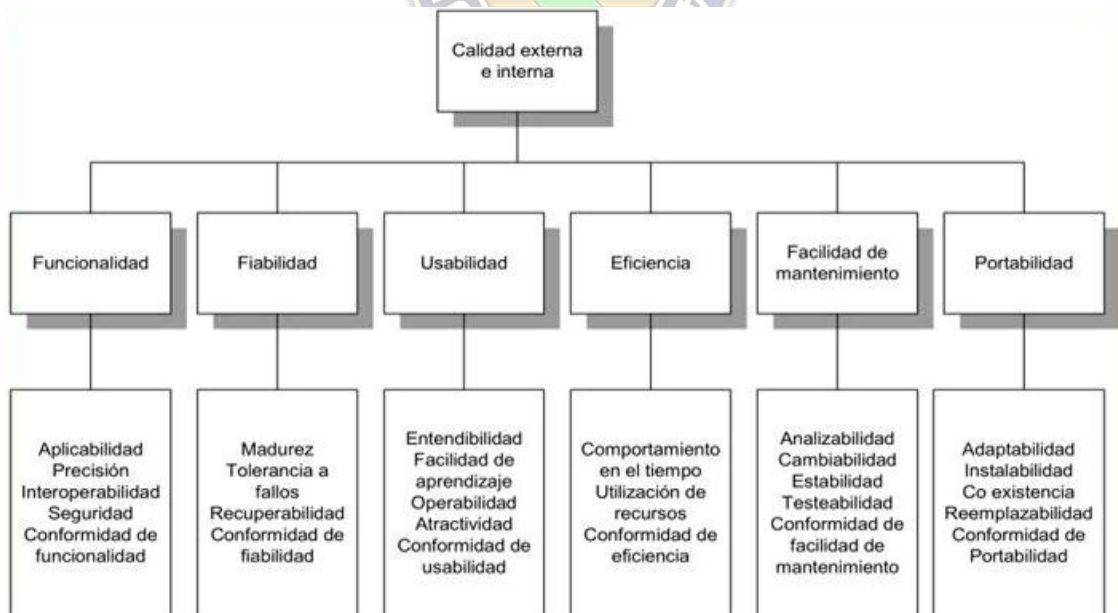 Calidad externa
e interna
Funcionalidad
Fiabilidad
Usabilidad
Eficiencia
Facilidad de
mantenimiento
Portabilidad
Aplicabilidad
Precisión
Interoperabilidad
Seguridad
Conformidad de
funcionalidad
Madurez
Tolerancia a
fallos
Recuperabilidad
Conformidad de
fiabilidad
Entendibilidad
Facilidad de
aprendizaje
Operabilidad
Atractividad
Conformidad de
usabilidad
Comportamiento
en el tiempo
Utilización de
recursos
Conformidad de
eficiencia
Analizabilidad
Cambiabilidad
Estabilidad
Testeabilidad
Conformidad de
facilidad de
mantenimiento
Adaptabilidad
Instalabilidad
Co existencia
Reemplazabilidad
Conformidad de
Portabilidad